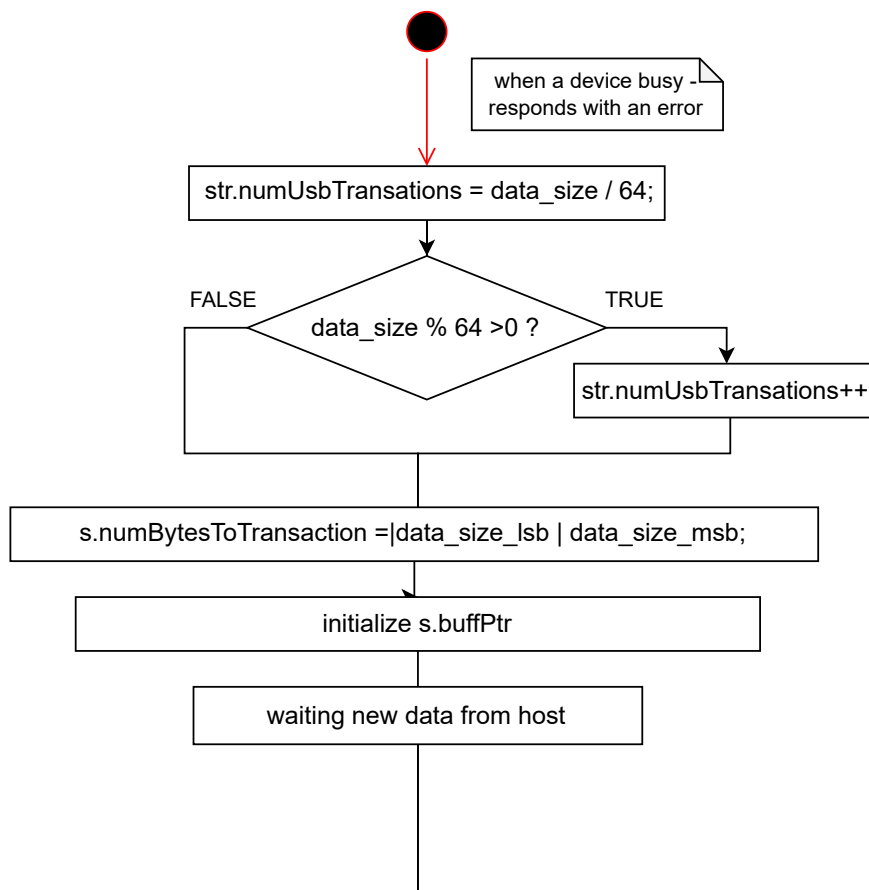 when a device busy -
responds with an error
str.numUsbTransations = data_size / 64;
FALSE
TRUE
data_size % 64 >0 ?
str.numUsbTransations++
s.numBytesToTransaction =|data_size_lsb | data_size_msb;
initialize s.buffPtr
waiting new data from host